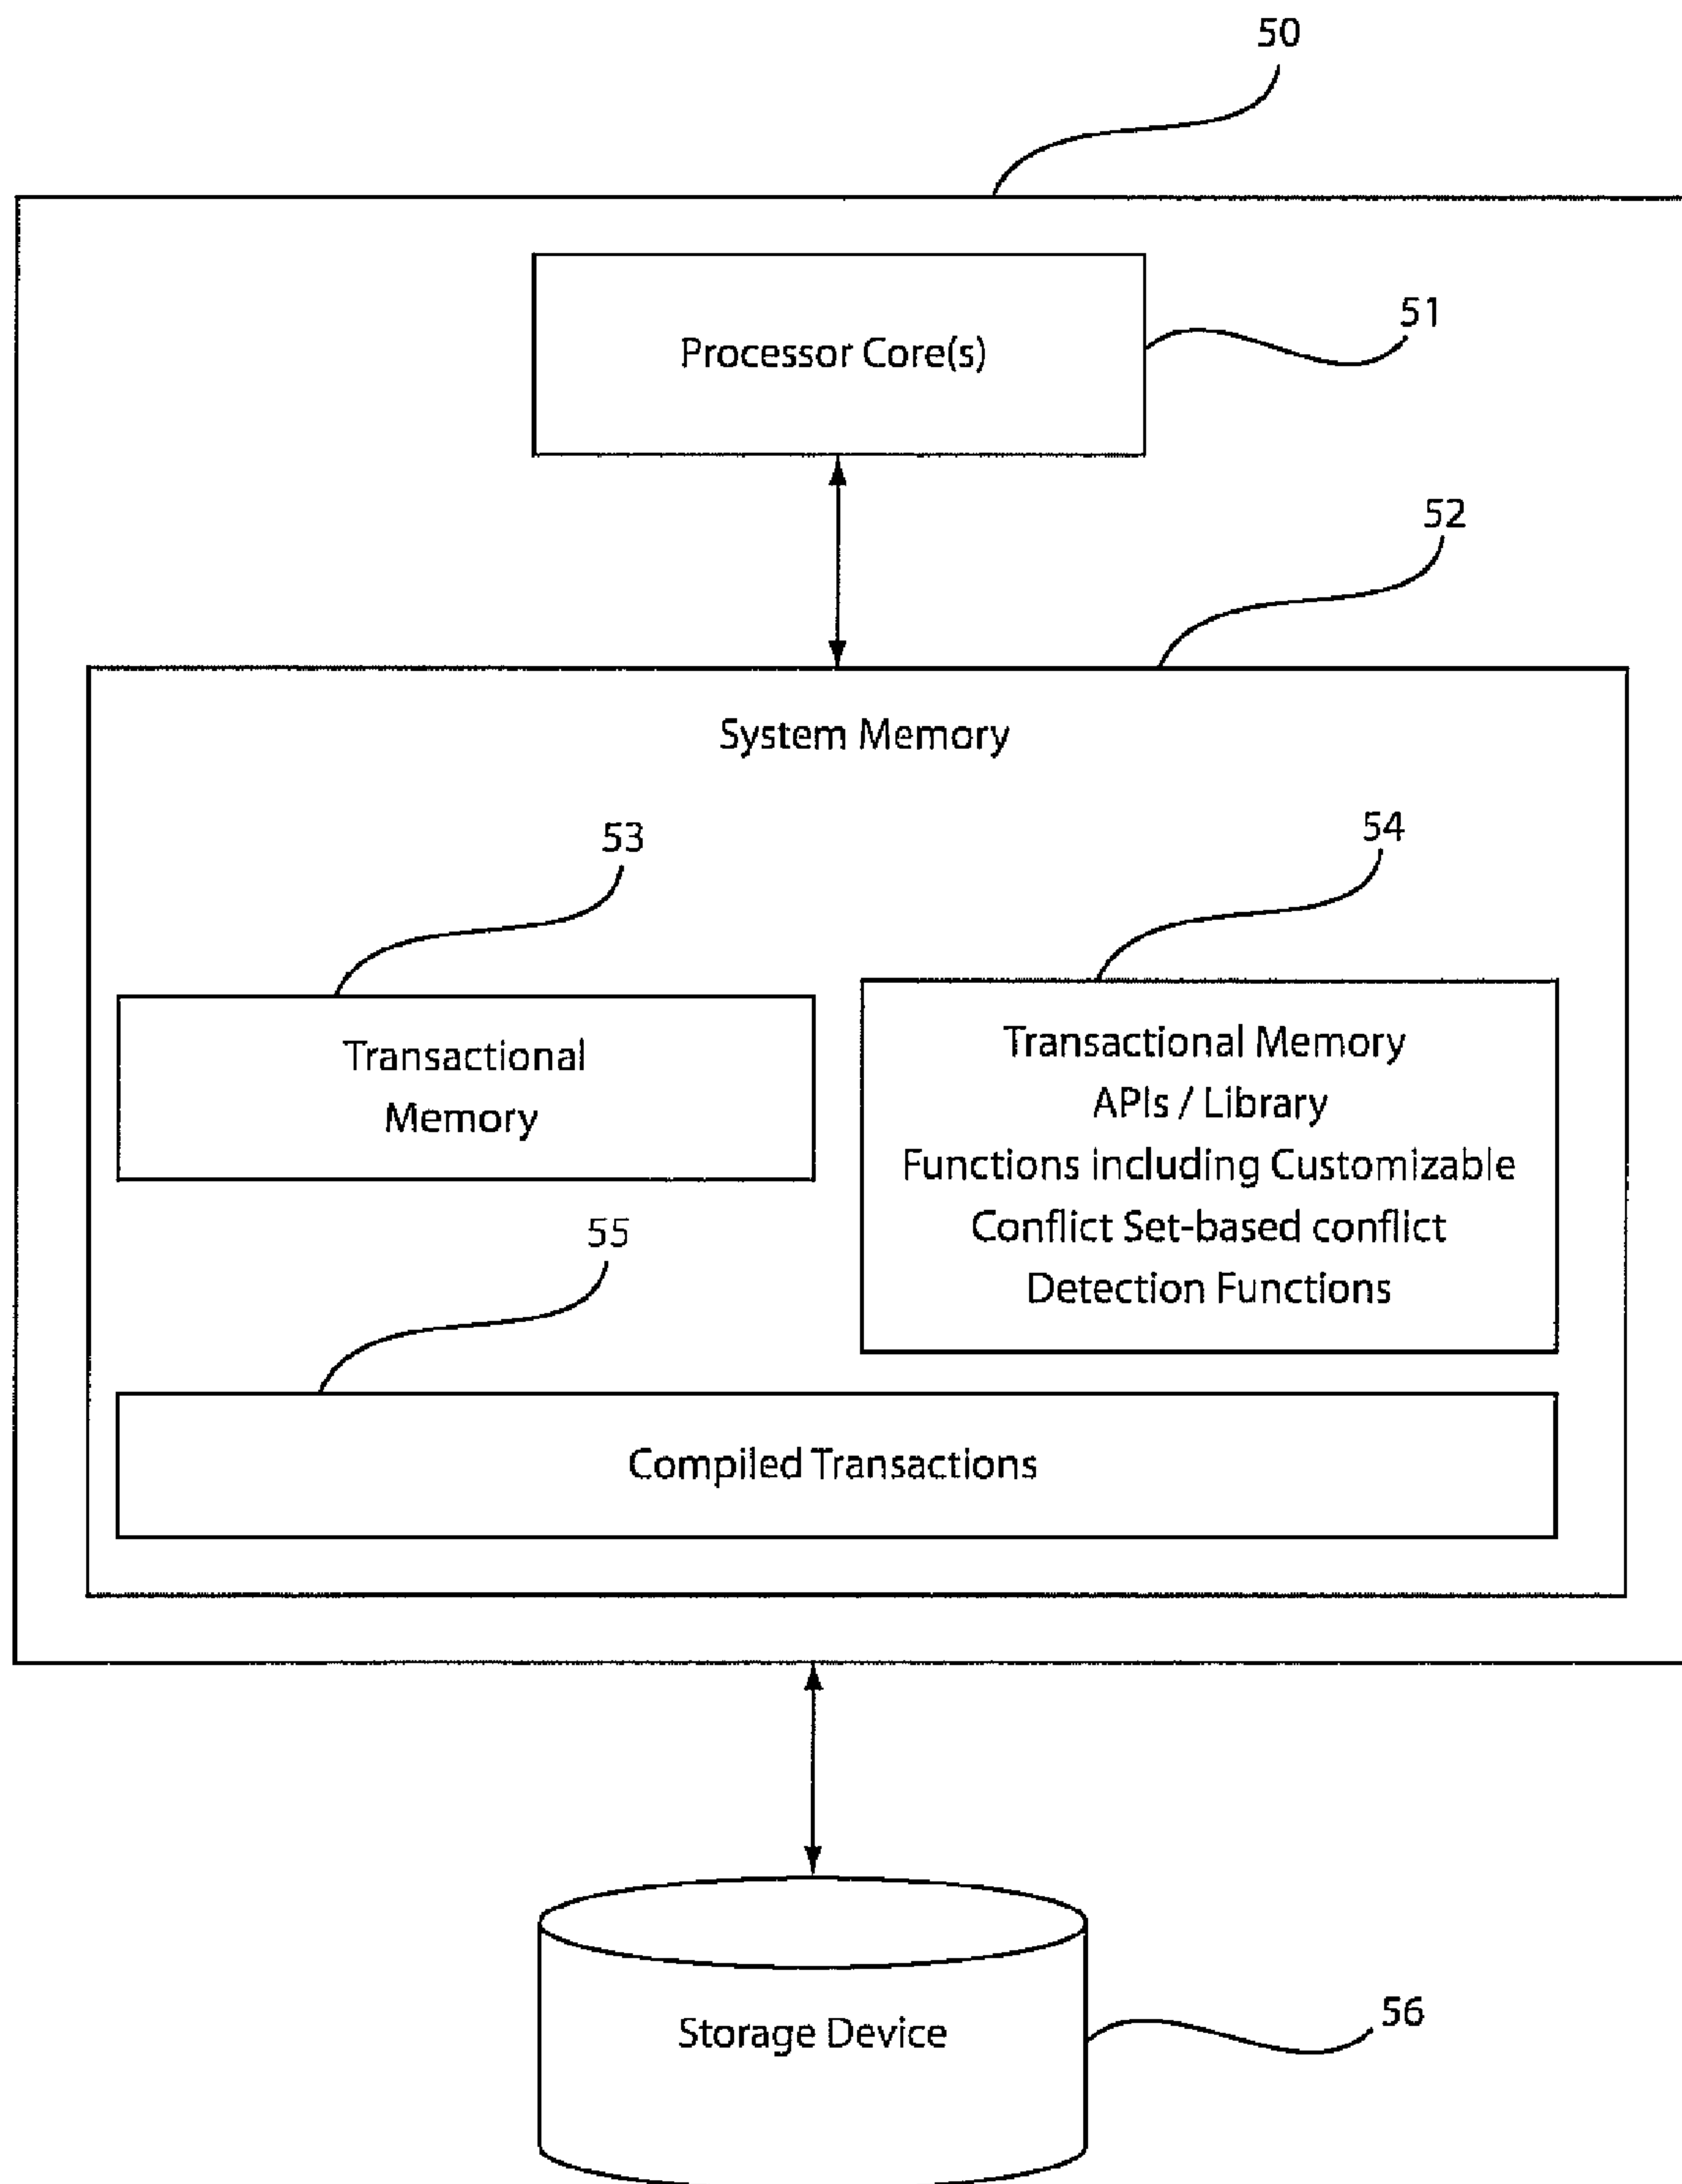 50
Processor Core(s)
51
52
System Memory
53
54
Transactional
Memory
Transactional Memory
APIs / Library
Functions including Customizable
Conflict Set-based conflict
Detection Functions
55
Compiled Transactions
Storage Device
56